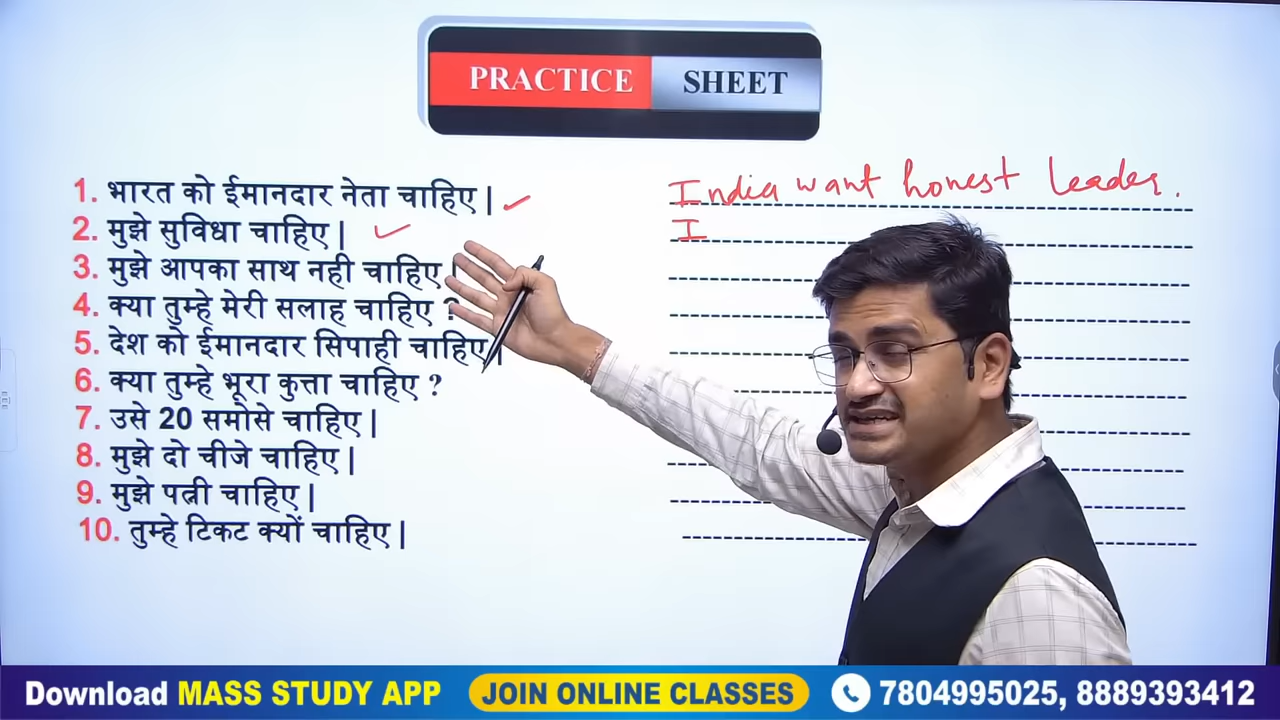 PRACTICE SHEET
1. भारत को ईमानदार नेता चाहिए | India want honest leader.
2. मुझे सुविधा चाहिए | I
3. मुझे आपका साथ नही चाहिए |
4. क्या तुम्हे मेरी सलाह चाहिए ?
5. देश को ईमानदार सिपाही चाहिए |
6. क्या तुम्हे भूरा कुत्ता चाहिए ?
7. उसे 20 समोसे चाहिए |
8. मुझे दो चीजे चाहिए |
9. मुझे पत्नी चाहिए |
10. तुम्हे टिकट क्यों चाहिए |
Download MASS STUDY APP JOIN ONLINE CLASSES 7804995025, 8889393412